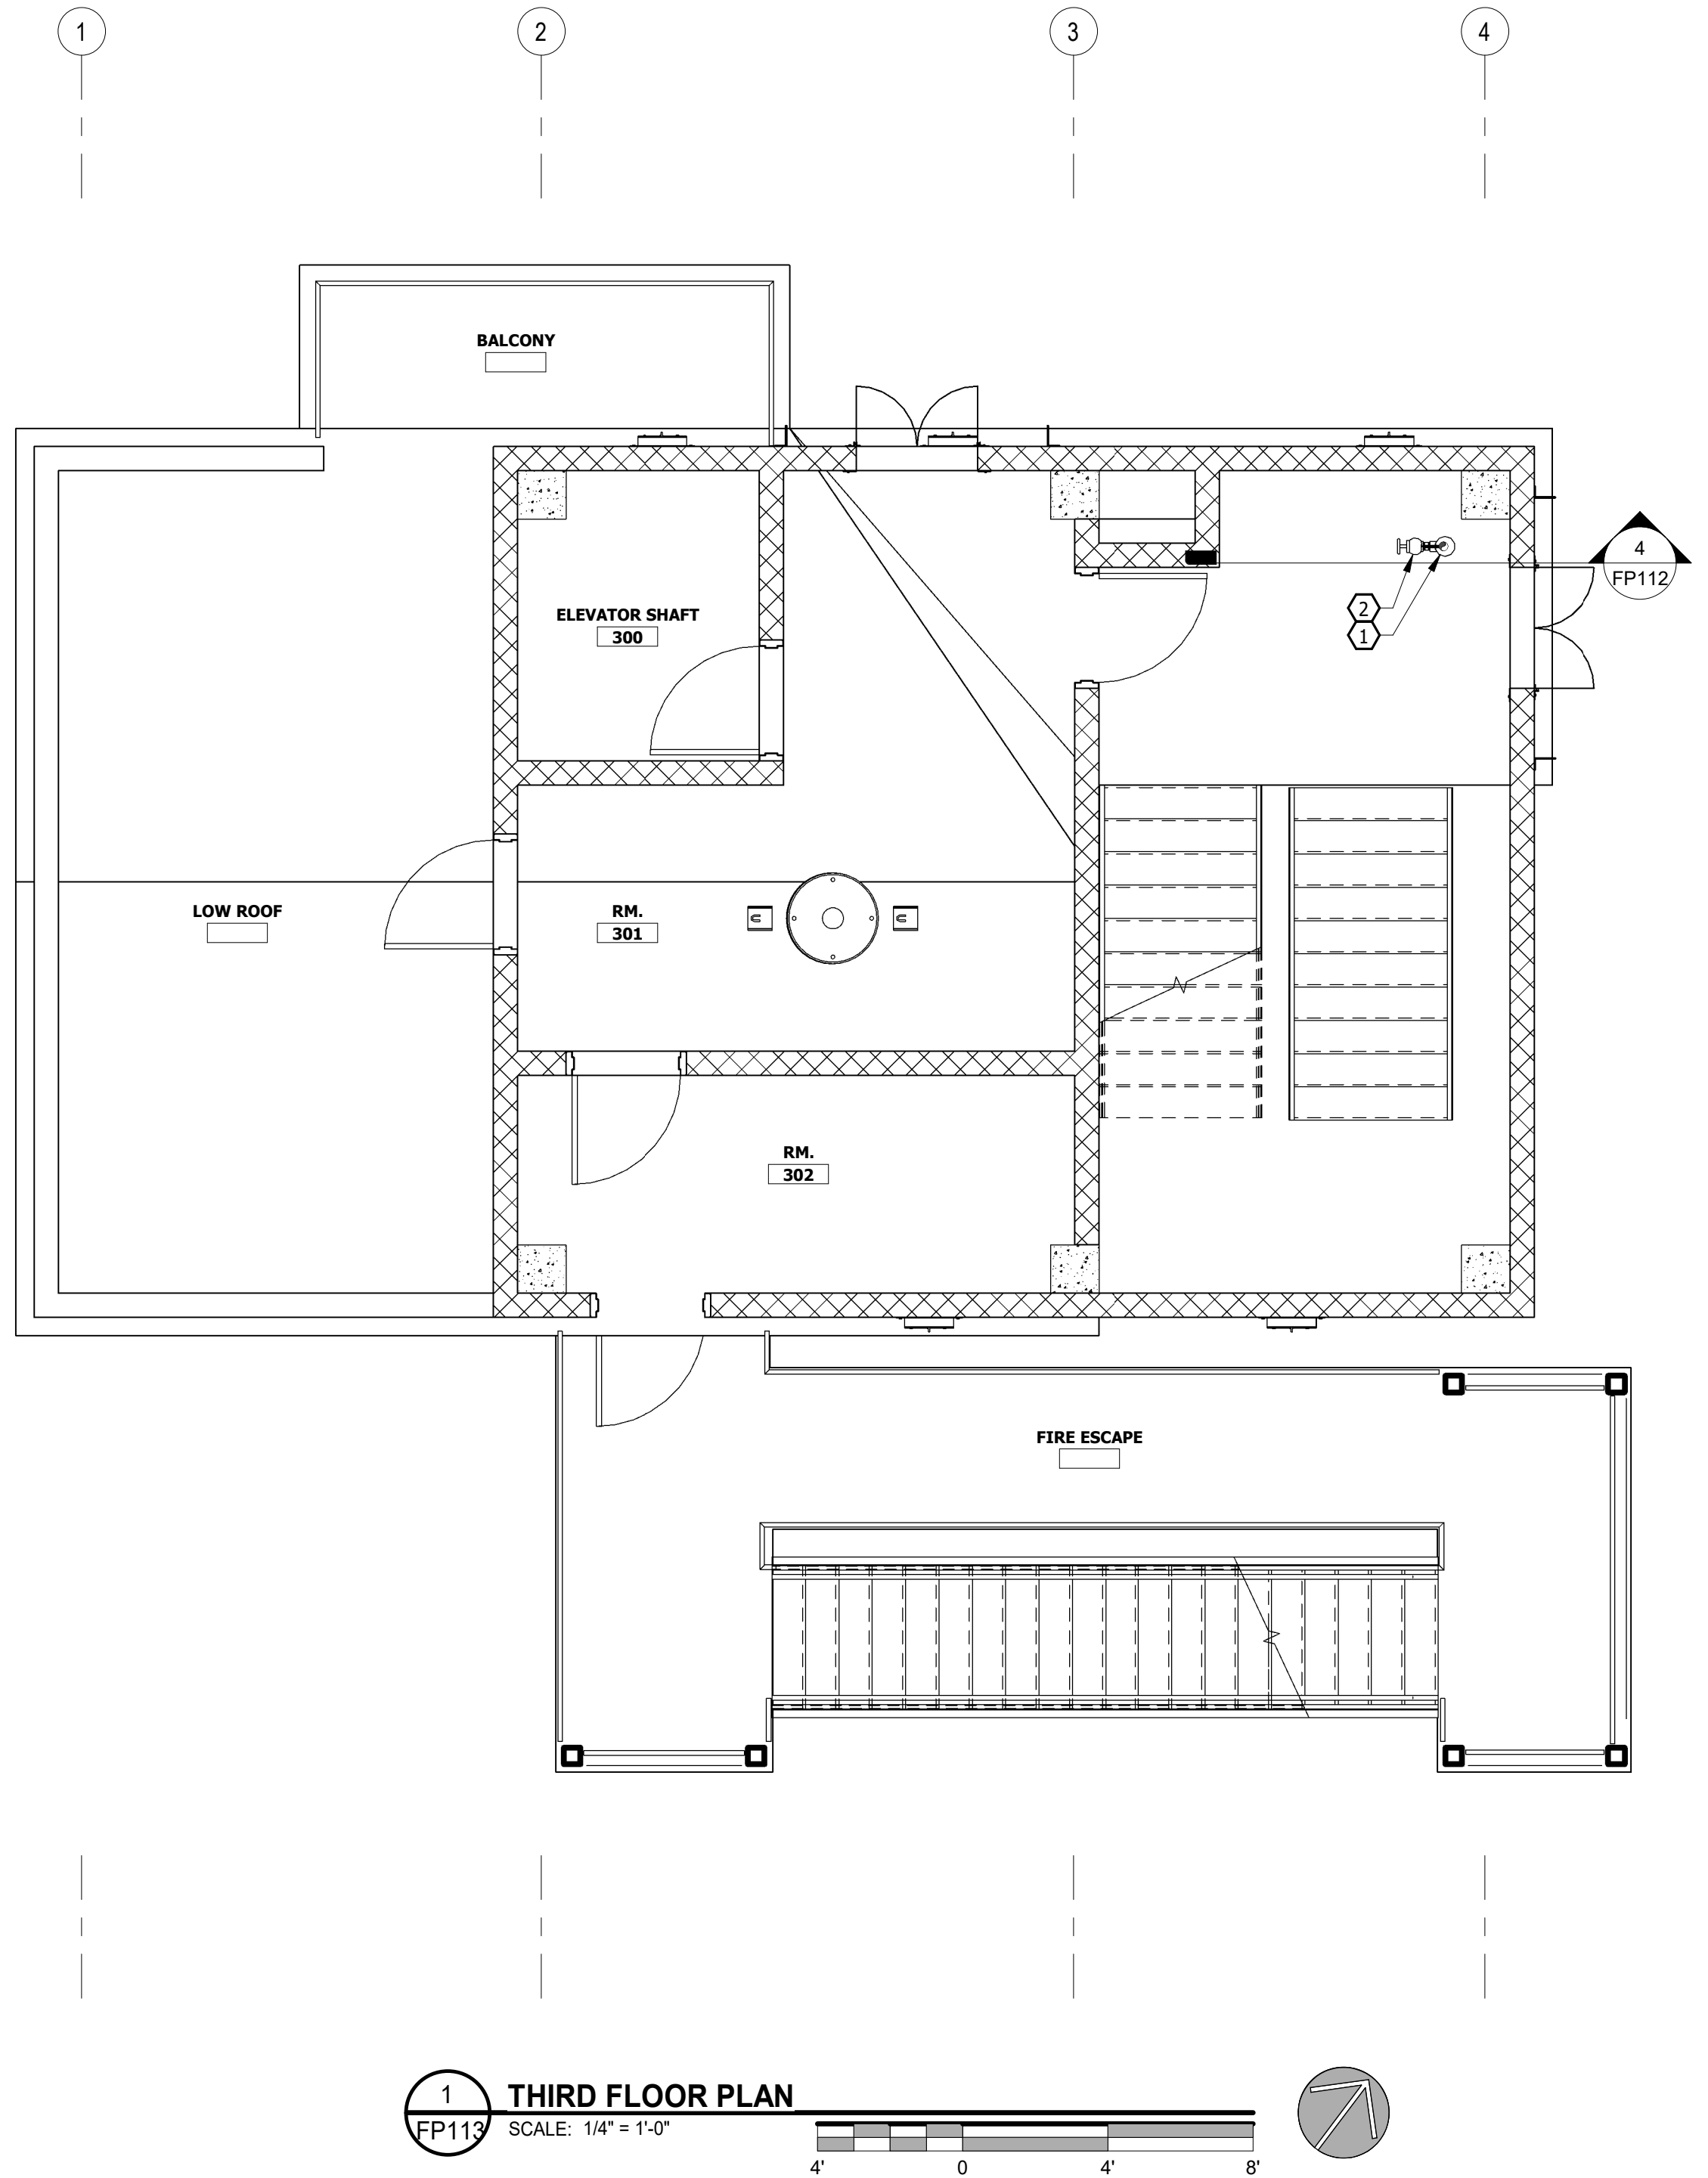 1 2 3 4
BALCONY
4
FP112
2
1
ELEVATOR SHAFT
300
LOW ROOF
RM.
301
RM.
302
FIRE ESCAPE
1
FP113
THIRD FLOOR PLAN
SCALE: 1/4" = 1'-0"
4' 0 4' 8'